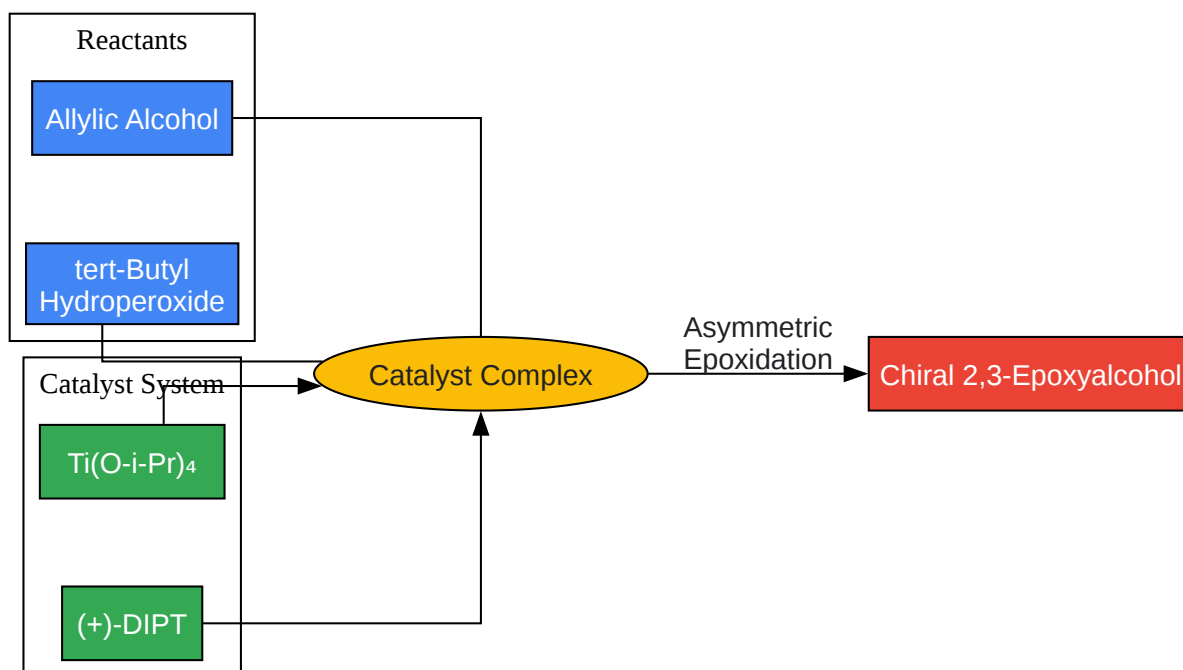 Reactants
Allylic Alcohol
tert-Butyl
Hydroperoxide
Catalyst System
Ti(O-i-Pr)₄
(+)-DIPT
Catalyst Complex
Asymmetric
Epoxidation
Chiral 2,3-Epoxyalcohol